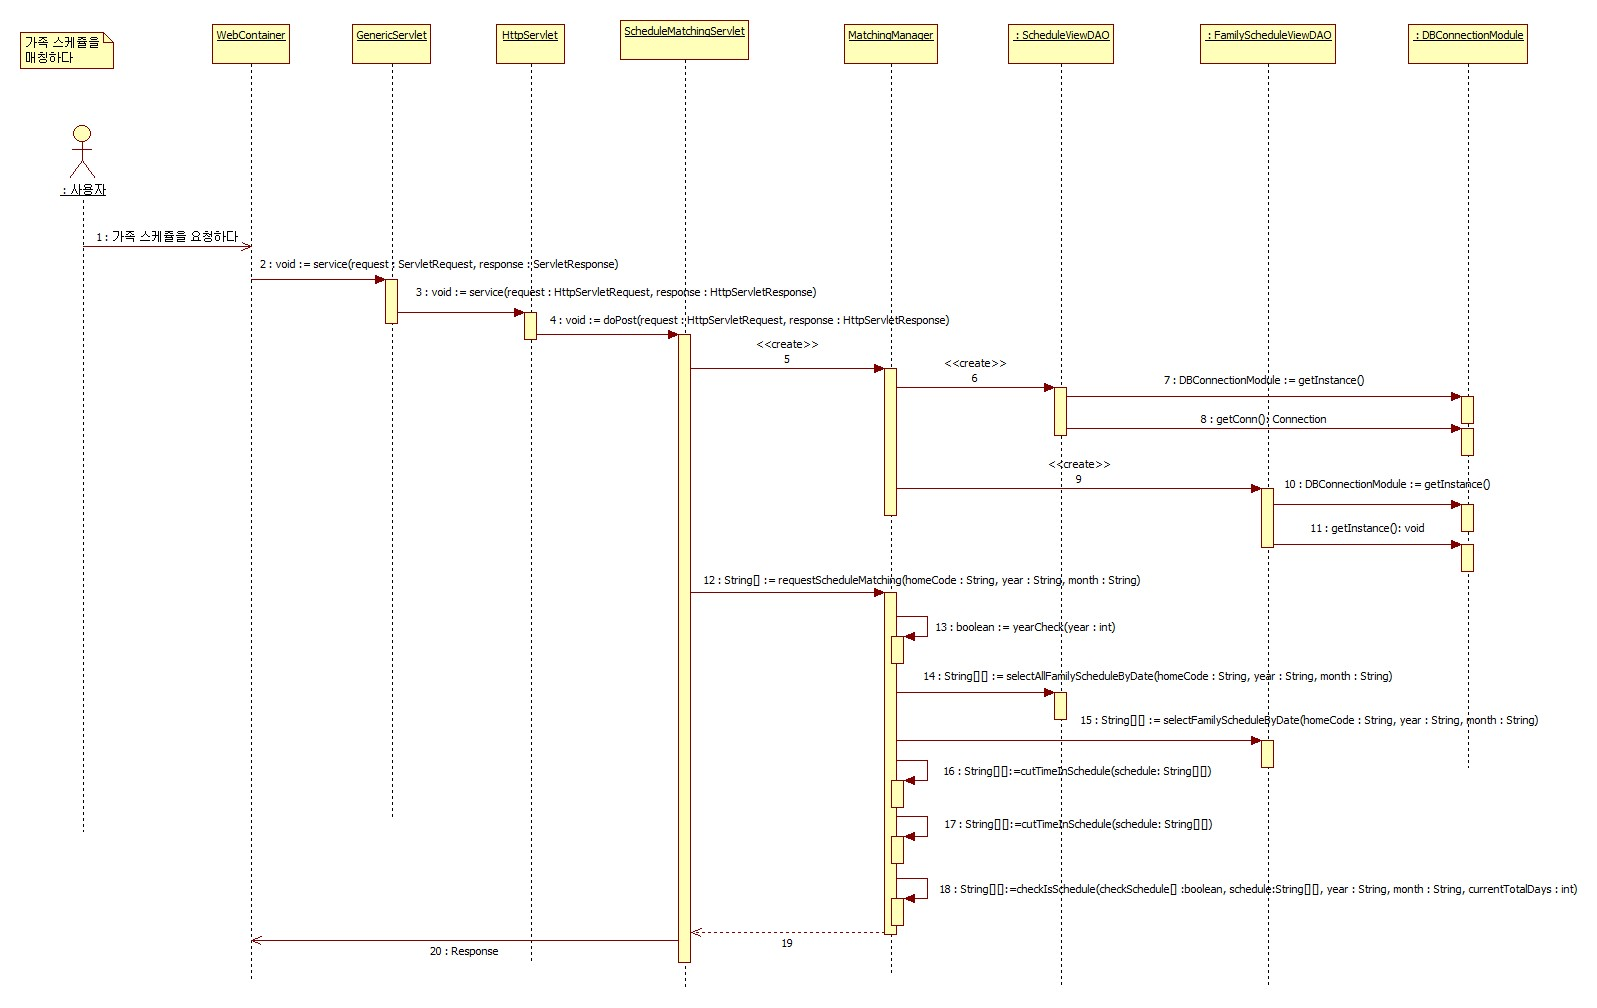 가족 스케쥴을
매칭하다
WebContainer
GenericServlet
HttpServlet
ScheduleMatchingServlet
MatchingManager
: ScheduleViewDAO
: FamilyScheduleViewDAO
: DBConnectionModule
: 사용자
1 : 가족 스케쥴을 요청하다
2 : void := service(request : ServletRequest, response : ServletResponse)
3 : void := service(request : HttpServletRequest, response : HttpServletResponse)
4 : void := doPost(request : HttpServletRequest, response : HttpServletResponse)
<<create>>
5
<<create>>
6
7 : DBConnectionModule := getInstance()
8 : getConn(): Connection
<<create>>
9
10 : DBConnectionModule := getInstance()
11 : getInstance(): void
12 : String[] := requestScheduleMatching(homeCode : String, year : String, month : String)
13 : boolean := yearCheck(year : int)
14 : String[][] := selectAllFamilyScheduleByDate(homeCode : String, year : String, month : String)
15 : String[][] := selectFamilyScheduleByDate(homeCode : String, year : String, month : String)
16 : String[][]:=cutTimeInSchedule(schedule: String[][])
17 : String[][]:=cutTimeInSchedule(schedule: String[][])
18 : String[][]:=checkIsSchedule(checkSchedule[] :boolean, schedule:String[][], year : String, month : String, currentTotalDays : int)
19
20 : Response